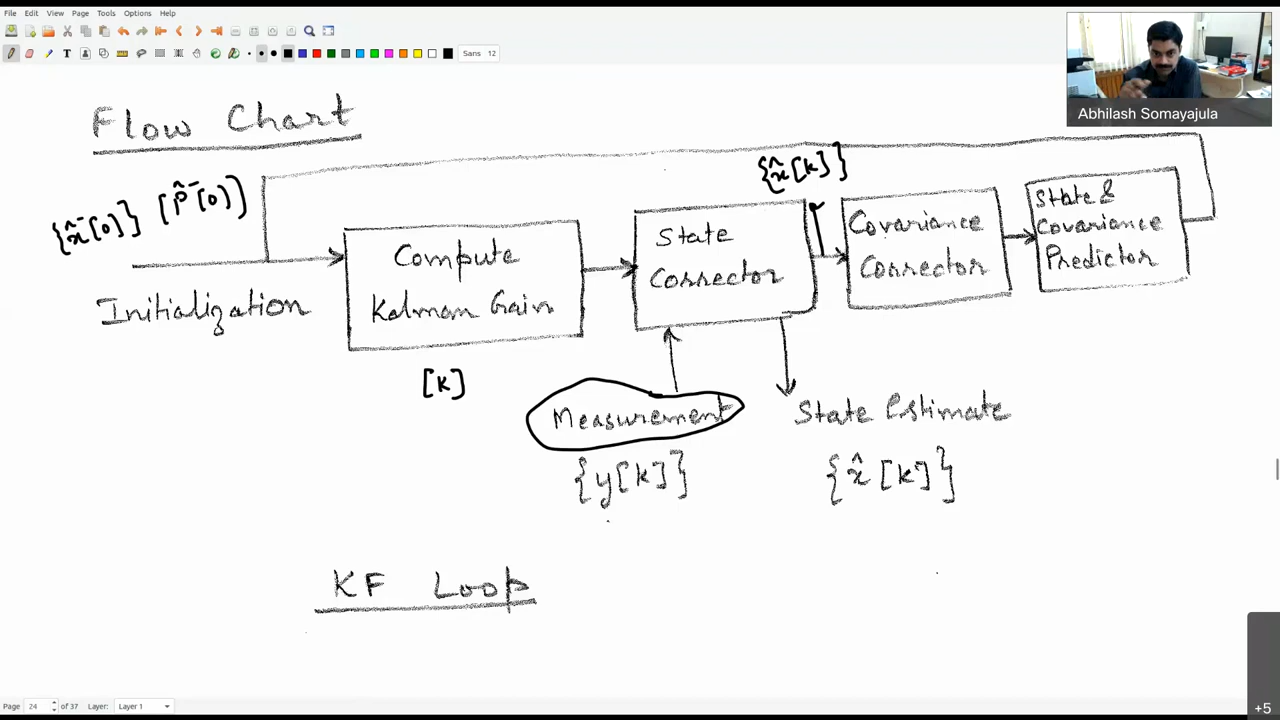 File Edit View Page Tools Options Help
Sans 12
Abhilash Somayajula
Flow Chart
{x̂⁻[0]} [P̂⁻[0]]
{x̂[k]}
Initialization
Compute
Kalman Gain
[K]
State
Corrector
Covariance
Corrector
State &
Covariance
Predictor
Measurement
{y[k]}
State Estimate
{x̂[k]}
KF Loop
Page 24 of 37 Layer: Layer 1
+5